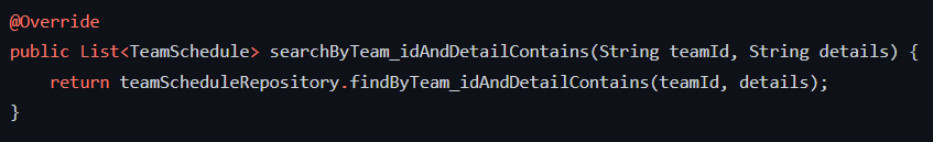 @Override
public List<TeamSchedule> searchByTeam_idAndDetailContains(String teamId, String details) {
    return teamScheduleRepository.findByTeam_idAndDetailContains(teamId, details);
}